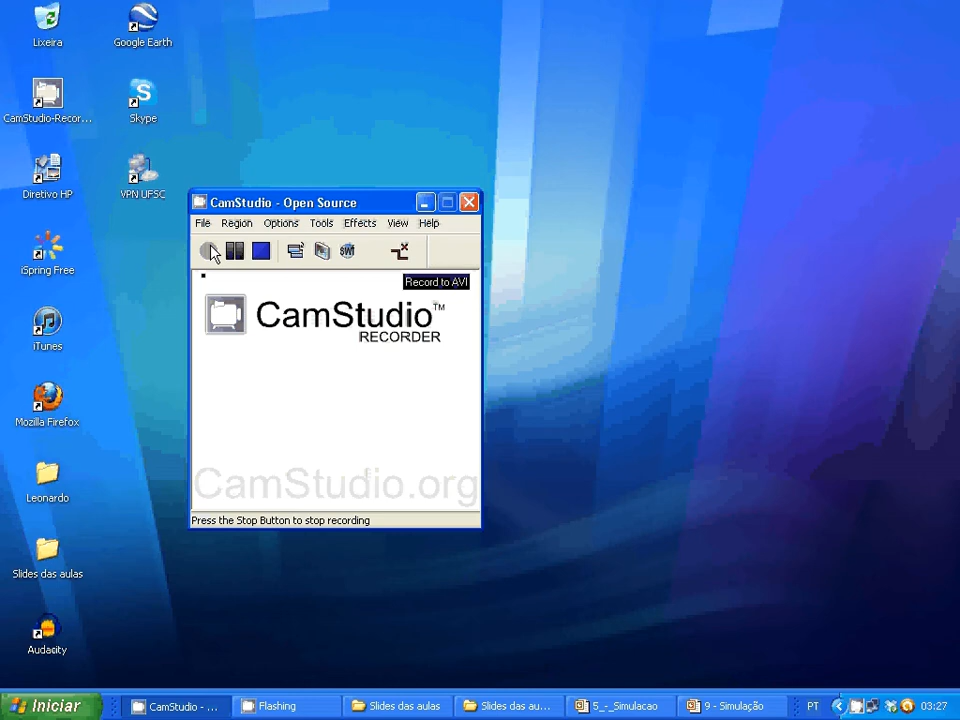 Lixeira
Google Earth
CamStudio-Recor...
Skype
Diretivo HP
VPN UFSC
iSpring Free
iTunes
Mozilla Firefox
Leonardo
Slides das aulas
Audacity
CamStudio - Open Source
File Region Options Tools Effects View Help
SWF
Record to AVI
CamStudio™
RECORDER
CamStudio.org
Press the Stop Button to stop recording
Iniciar
CamStudio - ...
Flashing
Slides das aulas
Slides das au...
5_-_Simulacao
9 - Simulação
PT
03:27